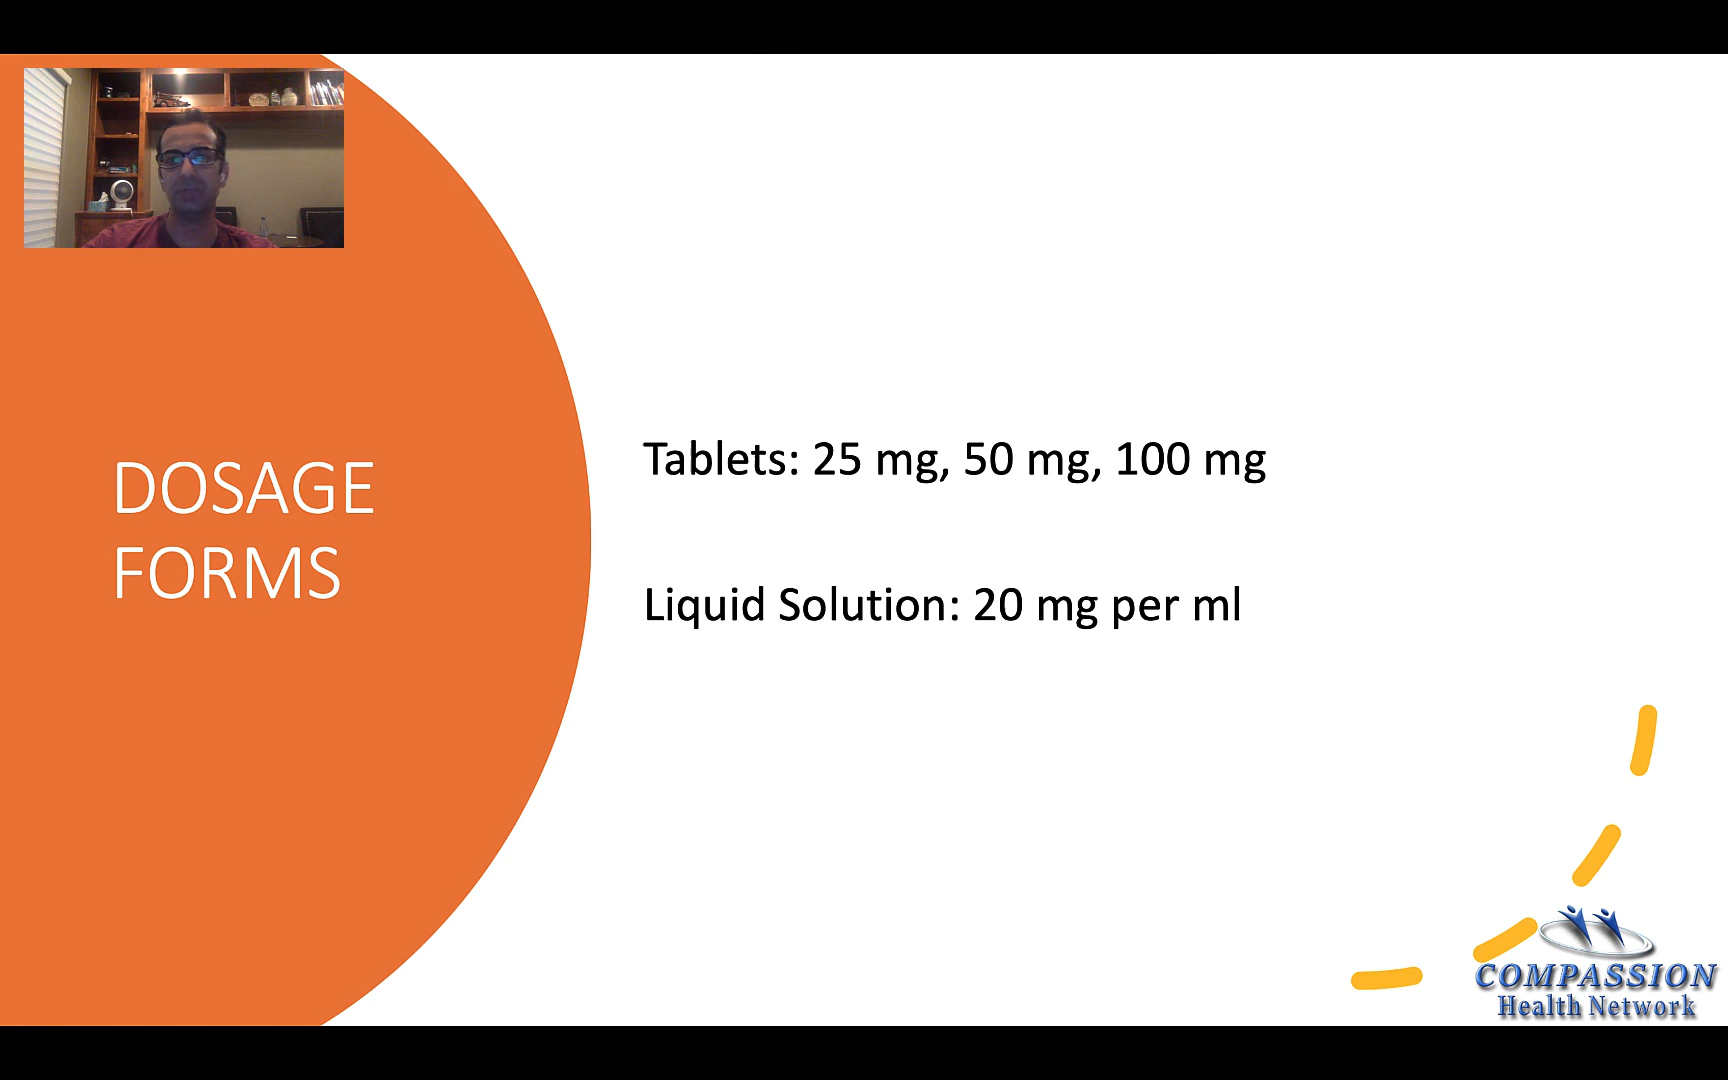 DOSAGE
FORMS
Tablets: 25 mg, 50 mg, 100 mg
Liquid Solution: 20 mg per ml
COMPASSION
Health Network